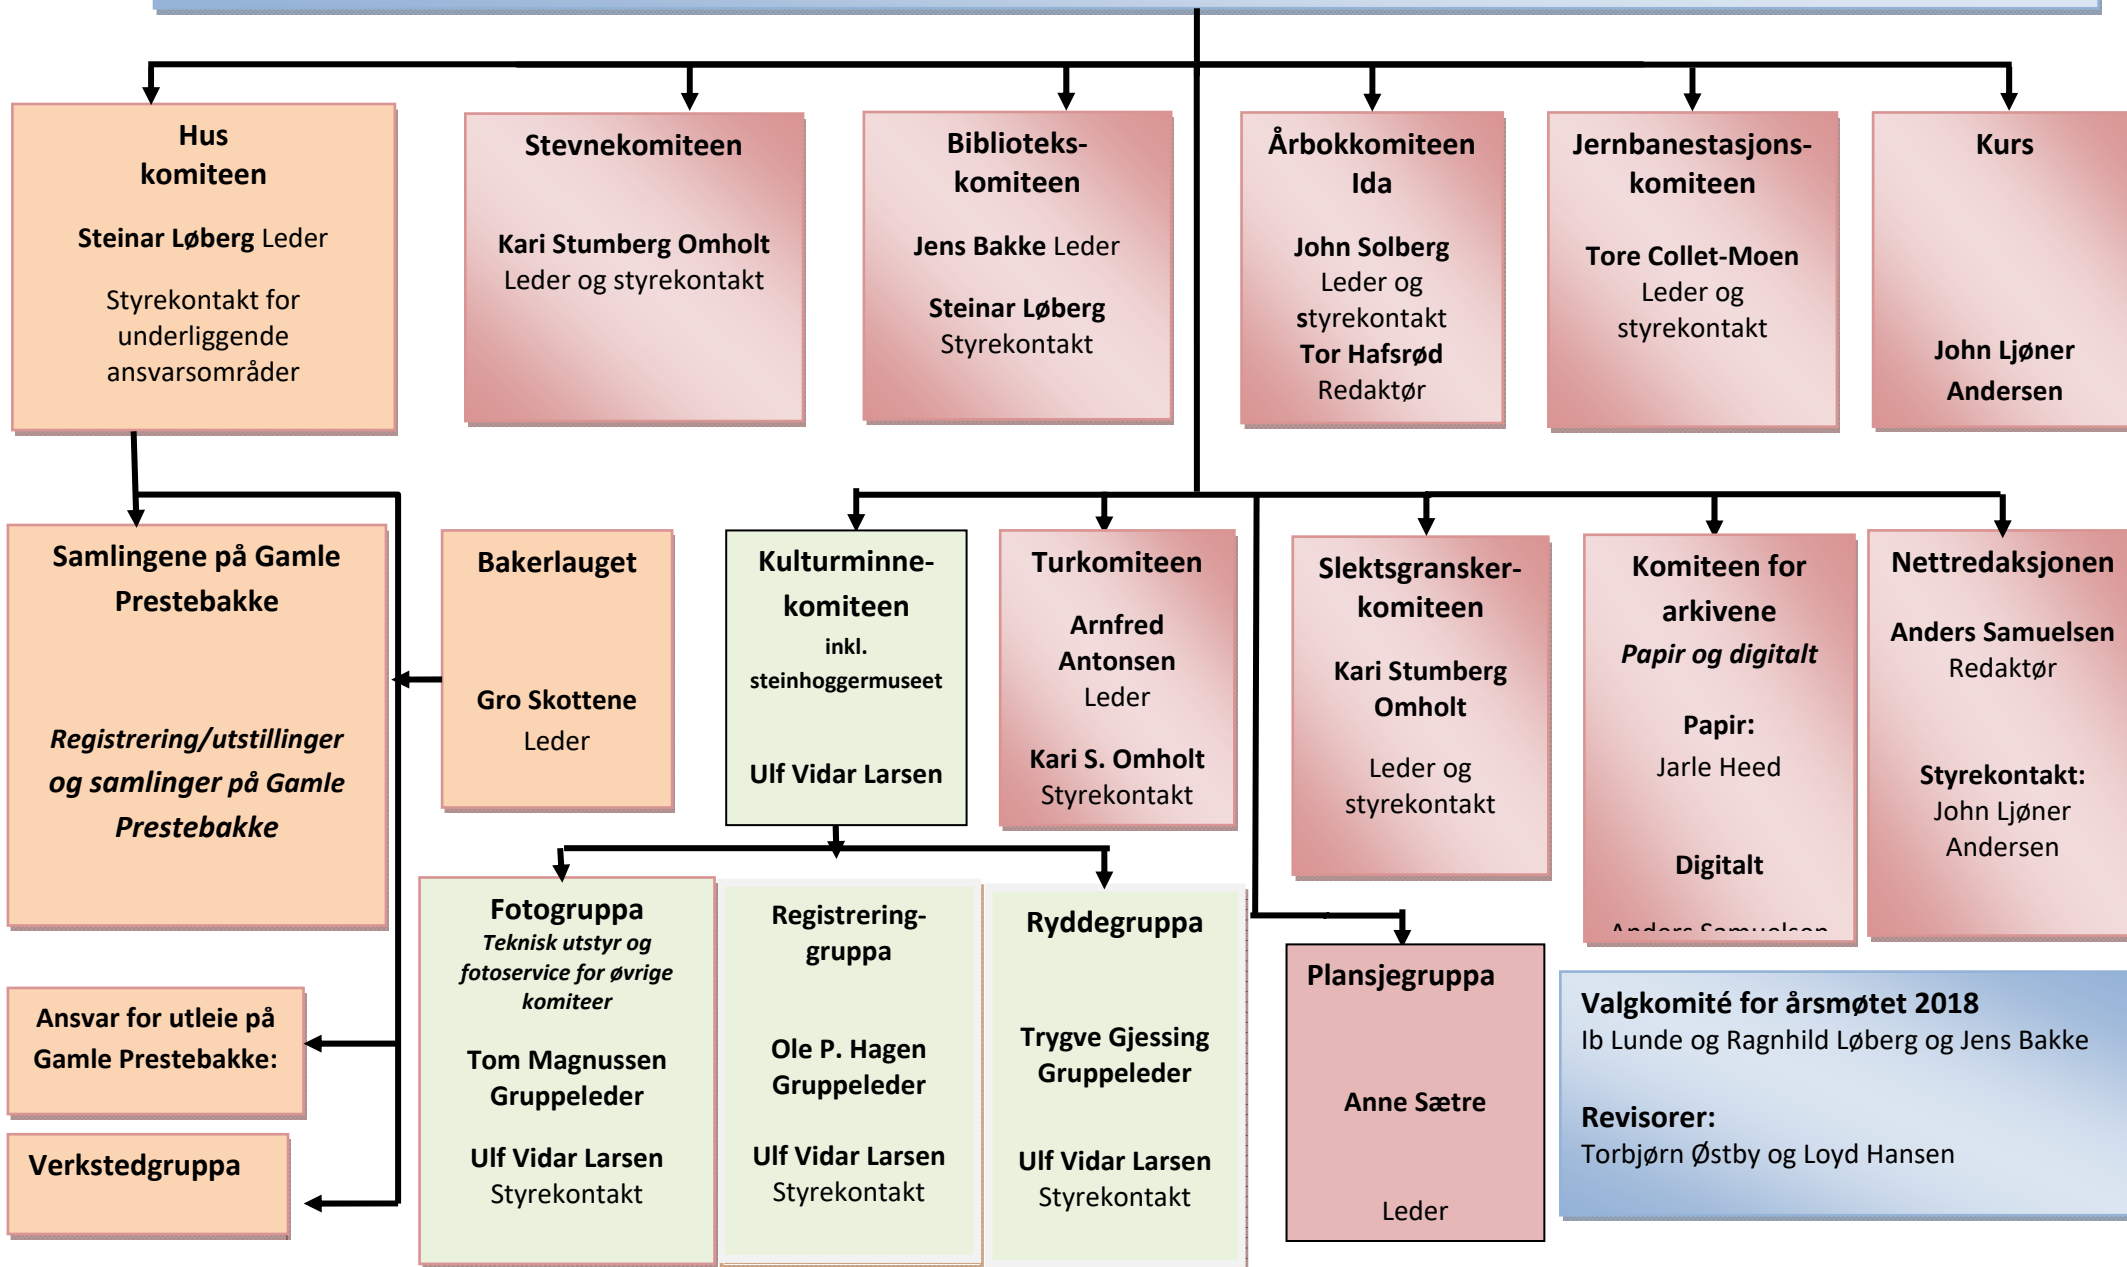 Hus
komiteen
Steinar Løberg Leder
Styrekontakt for
underliggende
ansvarsområder
Stevnekomiteen
Kari Stumberg Omholt
Leder og styrekontakt
Biblioteks-
komiteen
Jens Bakke Leder
Steinar Løberg
Styrekontakt
Årbokkomiteen
Ida
John Solberg
Leder og
styrekontakt
Tor Hafsrød
Redaktør
Jernbanestasjons-
komiteen
Tore Collet-Moen
Leder og
styrekontakt
Kurs
John Ljøner
Andersen
Samlingene på Gamle
Prestebakke
Registrering/utstillinger
og samlinger på Gamle
Prestebakke
Bakerlauget
Gro Skottene
Leder
Kulturminne-
komiteen
inkl.
steinhoggermuseet
Ulf Vidar Larsen
Turkomiteen
Arnfred
Antonsen
Leder
Kari S. Omholt
Styrekontakt
Slektsgransker-
komiteen
Kari Stumberg
Omholt
Leder og
styrekontakt
Komiteen for
arkivene
Papir og digitalt
Papir:
Jarle Heed
Digitalt
Anders Samuelsen
Nettredaksjonen
Anders Samuelsen
Redaktør
Styrekontakt:
John Ljøner
Andersen
Fotogruppa
Teknisk utstyr og
fotoservice for øvrige
komiteer
Tom Magnussen
Gruppeleder
Ulf Vidar Larsen
Styrekontakt
Registrering-
gruppa
Ole P. Hagen
Gruppeleder
Ulf Vidar Larsen
Styrekontakt
Ryddegruppa
Trygve Gjessing
Gruppeleder
Ulf Vidar Larsen
Styrekontakt
Plansjegruppa
Anne Sætre
Leder
Ansvar for utleie på
Gamle Prestebakke:
Verkstedgruppa
Valgkomité for årsmøtet 2018
Ib Lunde og Ragnhild Løberg og Jens Bakke
Revisorer:
Torbjørn Østby og Loyd Hansen